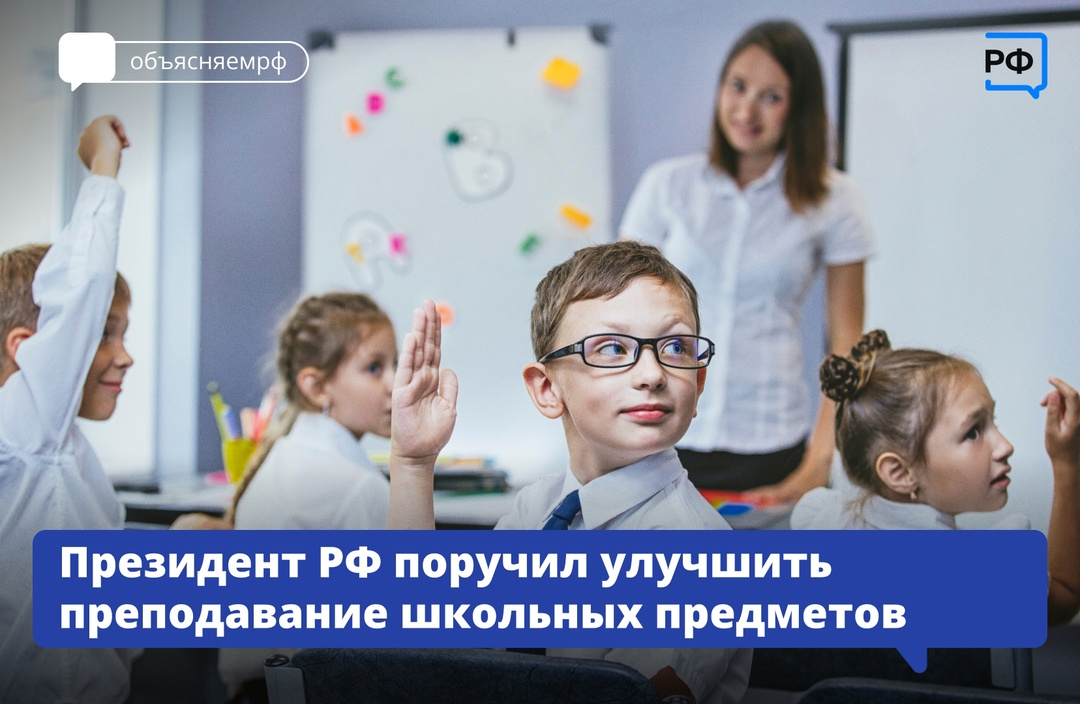 объясняемрф
РФ
Президент РФ поручил улучшить
преподавание школьных предметов